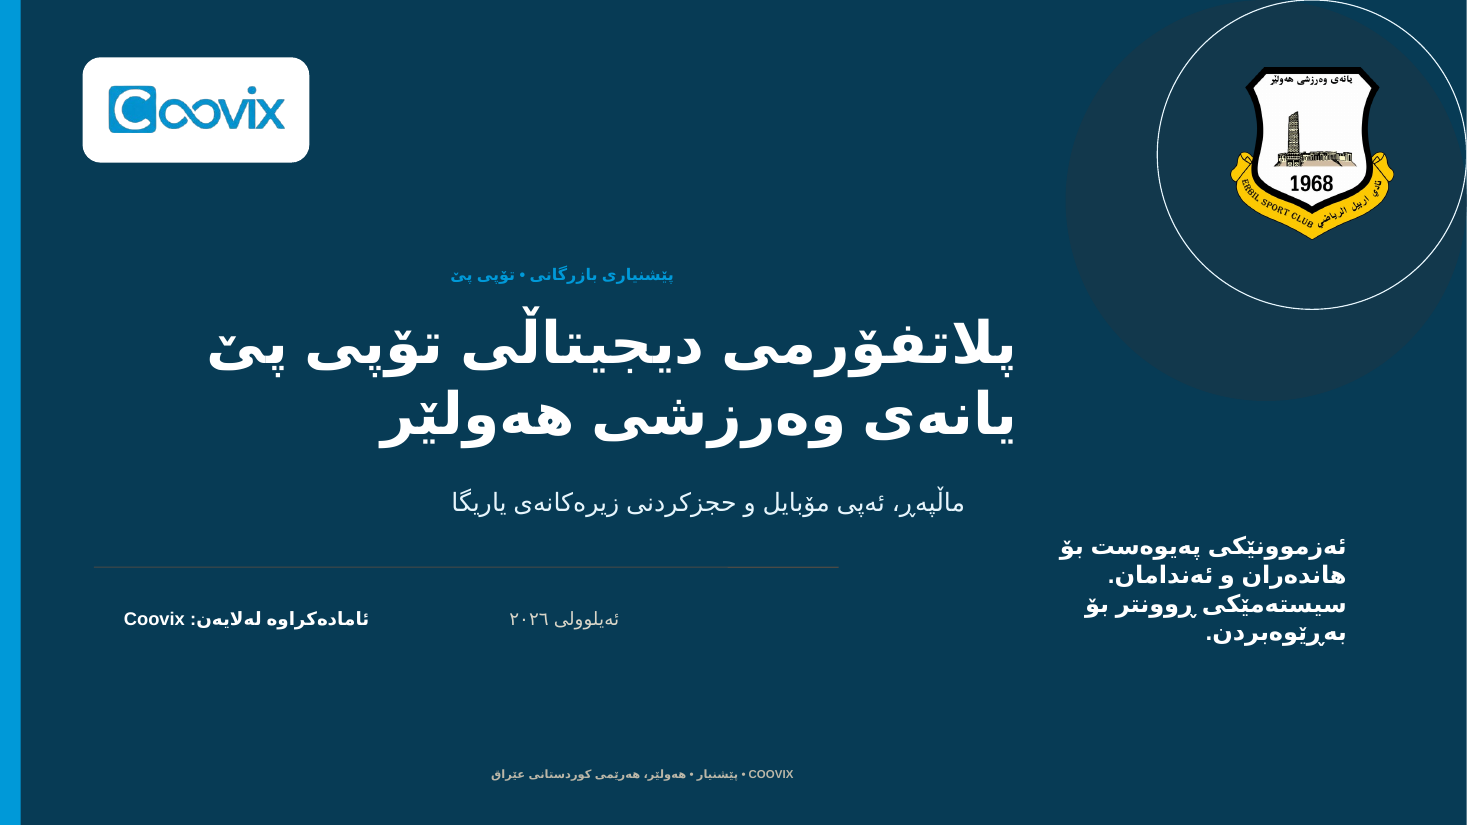 Coovix
يانەی وەرزشی هەولێر
1968
ERBIL SPORT CLUB نادي اربيل الرياضي
پێشنیاری بازرگانی • تۆپی پێ
پلاتفۆرمی دیجیتاڵی تۆپی پێ
یانەی وەرزشی هەولێر
ماڵپەڕ، ئەپی مۆبایل و حجزکردنی زیرەکانەی یاریگا
ئەزموونێکی پەیوەست بۆ
هاندەران و ئەندامان.
سیستەمێکی ڕوونتر بۆ
بەڕێوەبردن.
ئەیلوولی ٢٠٢٦
ئامادەکراوە لەلایەن: Coovix
COOVIX • پێشنیار • هەولێر، هەرێمی کوردستانی عێراق